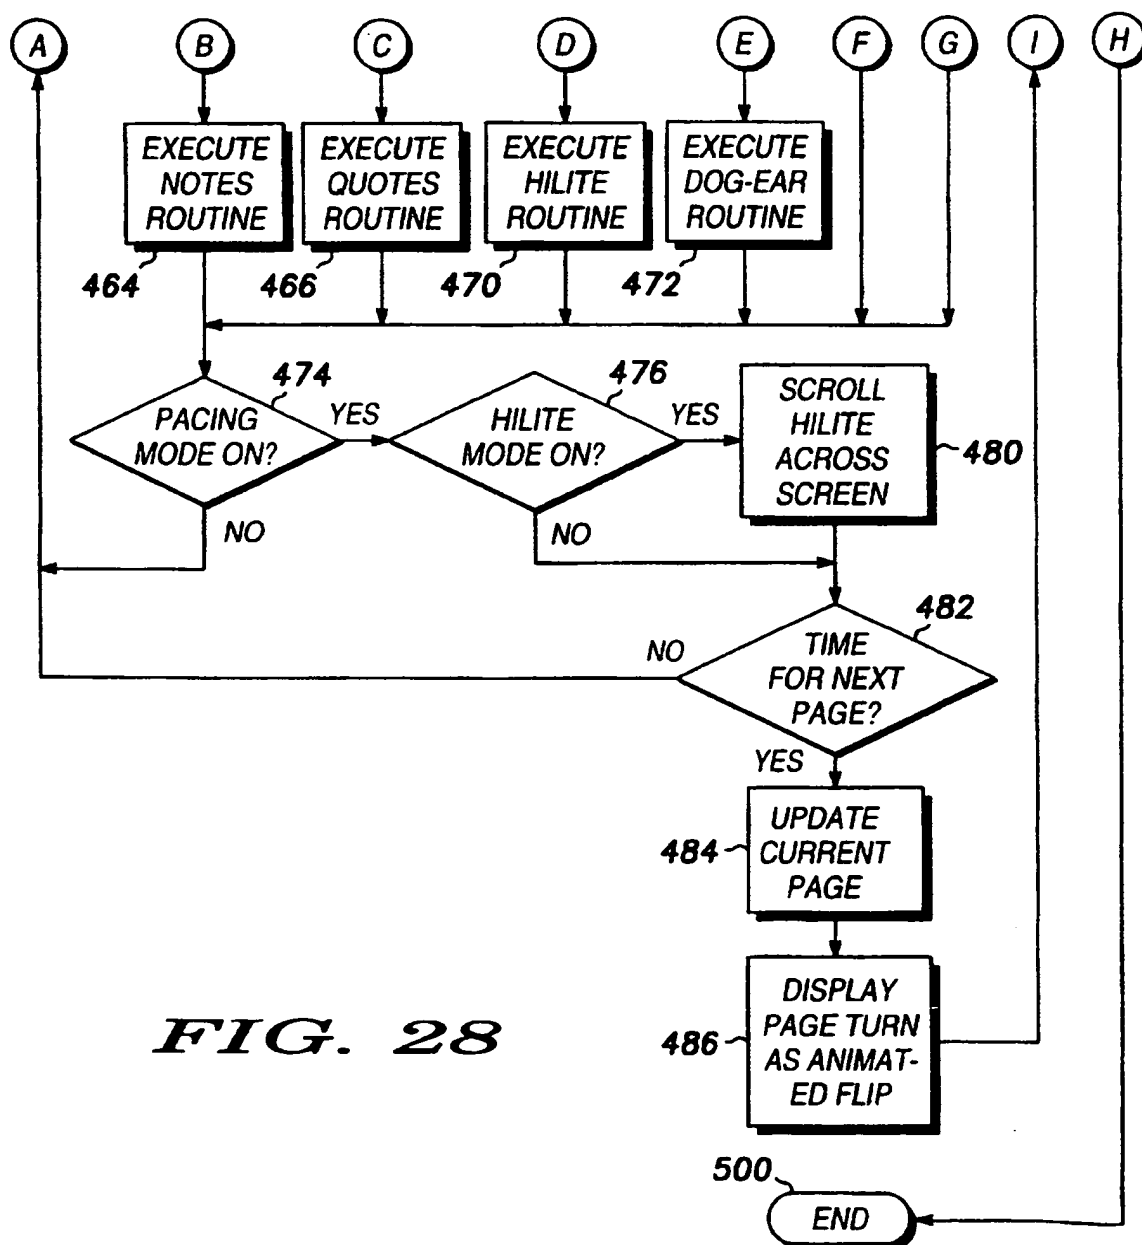 A B C D E F G I H
EXECUTE
NOTES
ROUTINE
464
EXECUTE
QUOTES
ROUTINE
466
EXECUTE
HILITE
ROUTINE
470
EXECUTE
DOG-EAR
ROUTINE
472
PACING
MODE ON?
474
YES
NO
HILITE
MODE ON?
476
YES
NO
SCROLL
HILITE
ACROSS
SCREEN
480
TIME
FOR NEXT
PAGE?
482
NO
YES
UPDATE
CURRENT
PAGE
484
DISPLAY
PAGE TURN
AS ANIMAT-
ED FLIP
486
FIG. 28
500
END